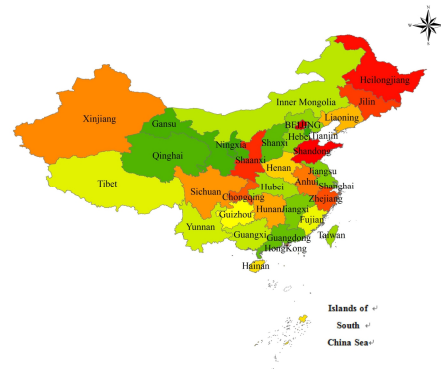 Heilongjiang
Jilin
Liaoning
Inner Mongolia
Xinjiang
Gansu
BEIJING
Hebei
Tianjin
Ningxia
Shanxi
Qinghai
Shaanxi
Shandong
Henan
Jiangsu
Tibet
Anhui
Shanghai
Sichuan
Chongqing
Hubei
Zhejiang
Hunan
Jiangxi
Guizhou
Fujian
Yunnan
Guangxi
Guangdong
Taiwan
HongKong
Hainan
Islands of
South
China Sea